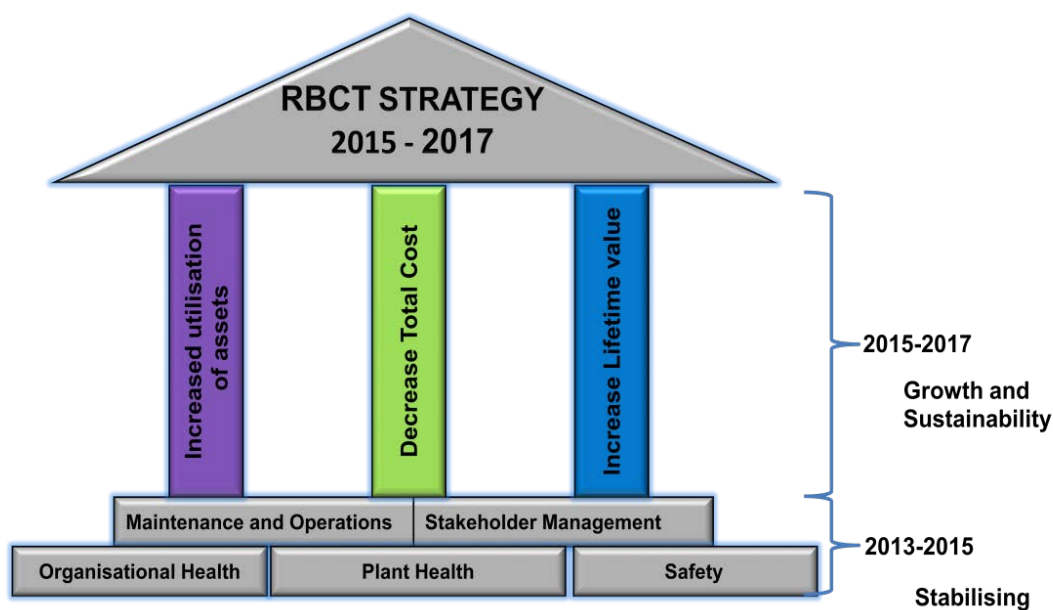 RBCT STRATEGY
2015 - 2017
Increased utilisation
of assets
Decrease Total Cost
Increase Lifetime value
2015-2017
Growth and
Sustainability
Maintenance and Operations
Stakeholder Management
2013-2015
Organisational Health
Plant Health
Safety
Stabilising